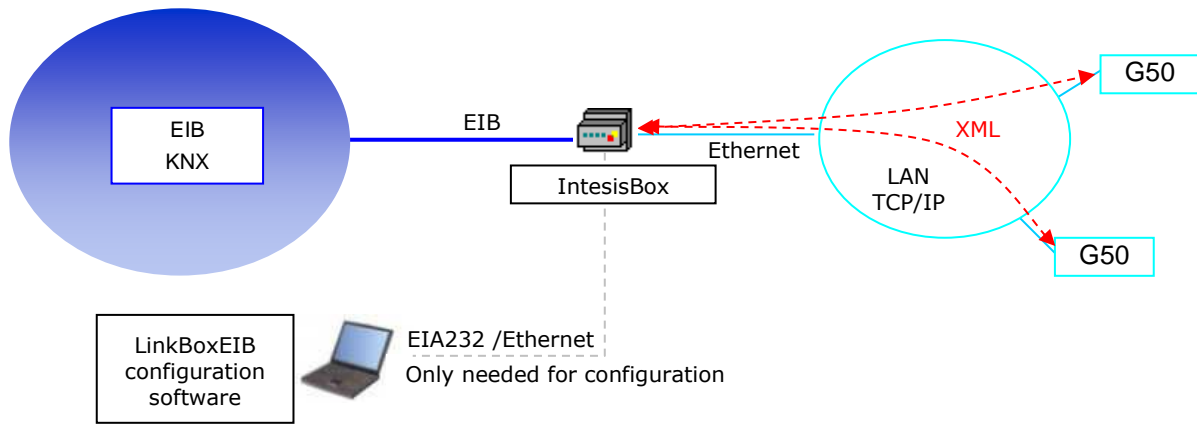 EIB
KNX
EIB
IntesisBox
Ethernet
XML
LAN
TCP/IP
G50
G50
LinkBoxEIB
configuration
software
EIA232 /Ethernet
Only needed for configuration